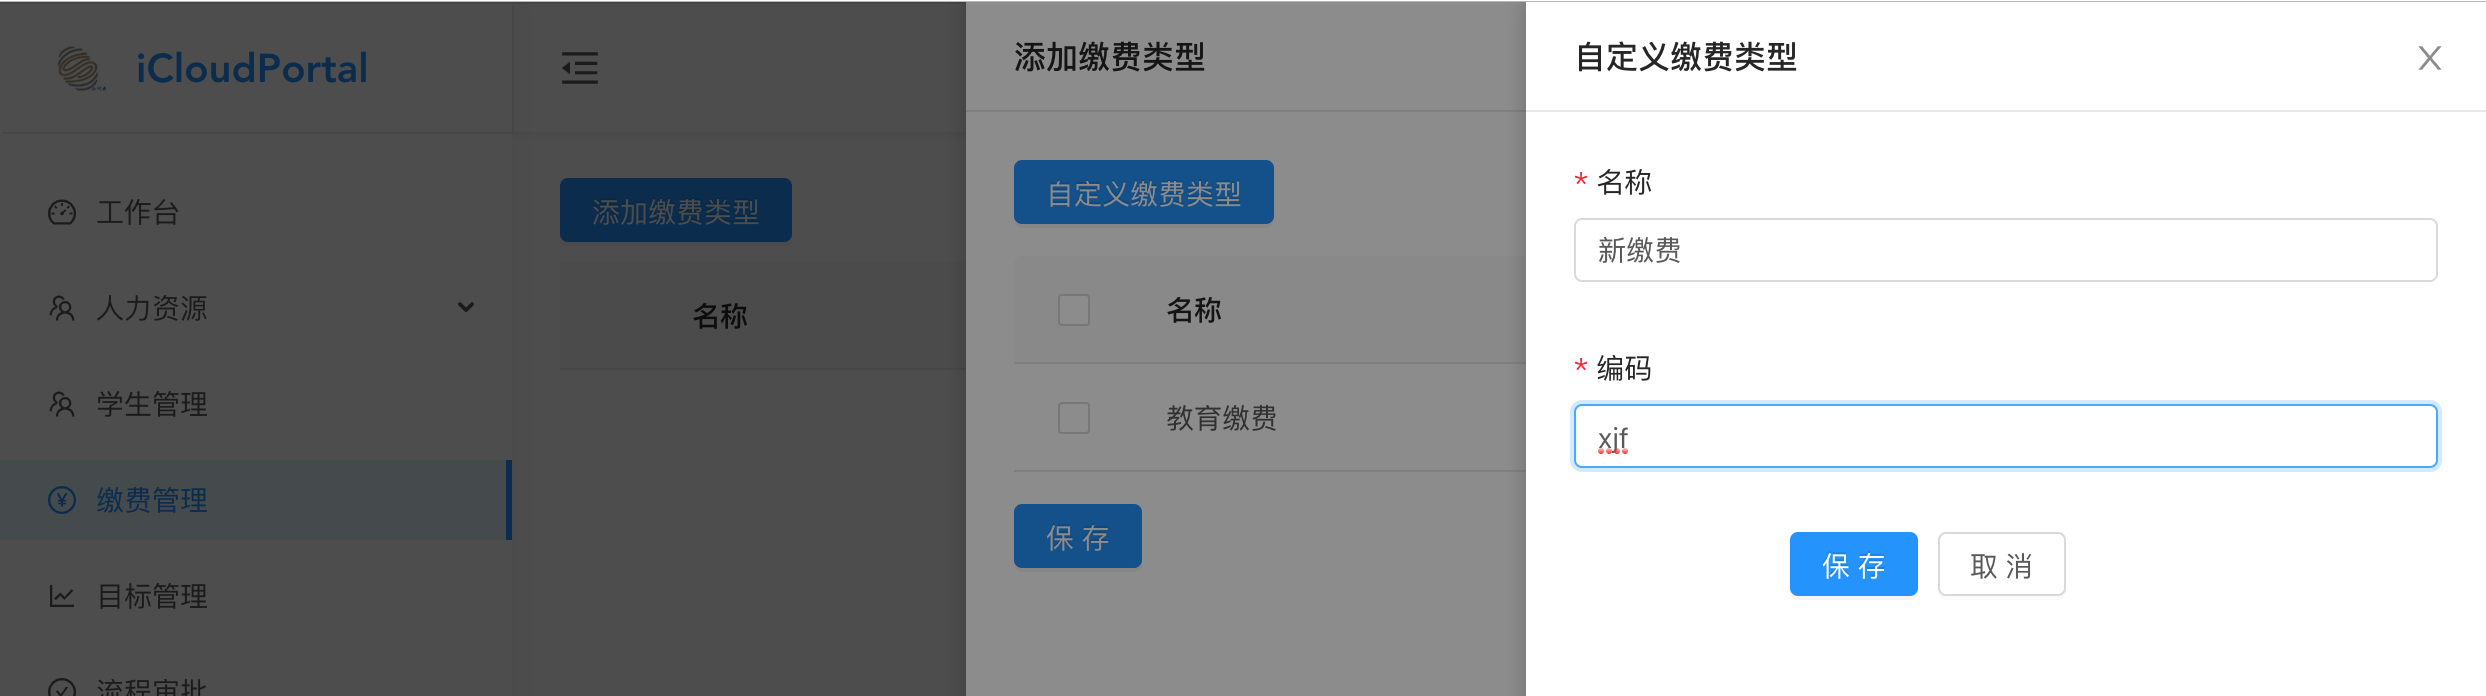 iCloudPortal
工作台
人力资源
学生管理
缴费管理
目标管理
流程审批
添加缴费类型
名称
添加缴费类型
自定义缴费类型
名称
教育缴费
保 存
自定义缴费类型
* 名称
新缴费
* 编码
xjf
保 存
取 消